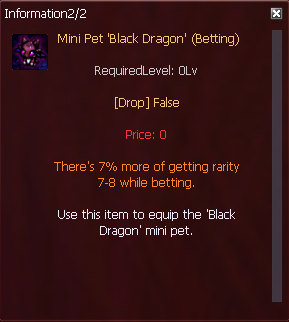 Information2/2
Mini Pet 'Black Dragon' (Betting)
RequiredLevel: 0Lv
[Drop] False
Price: 0
There's 7% more of getting rarity
7-8 while betting.
Use this item to equip the 'Black
Dragon' mini pet.